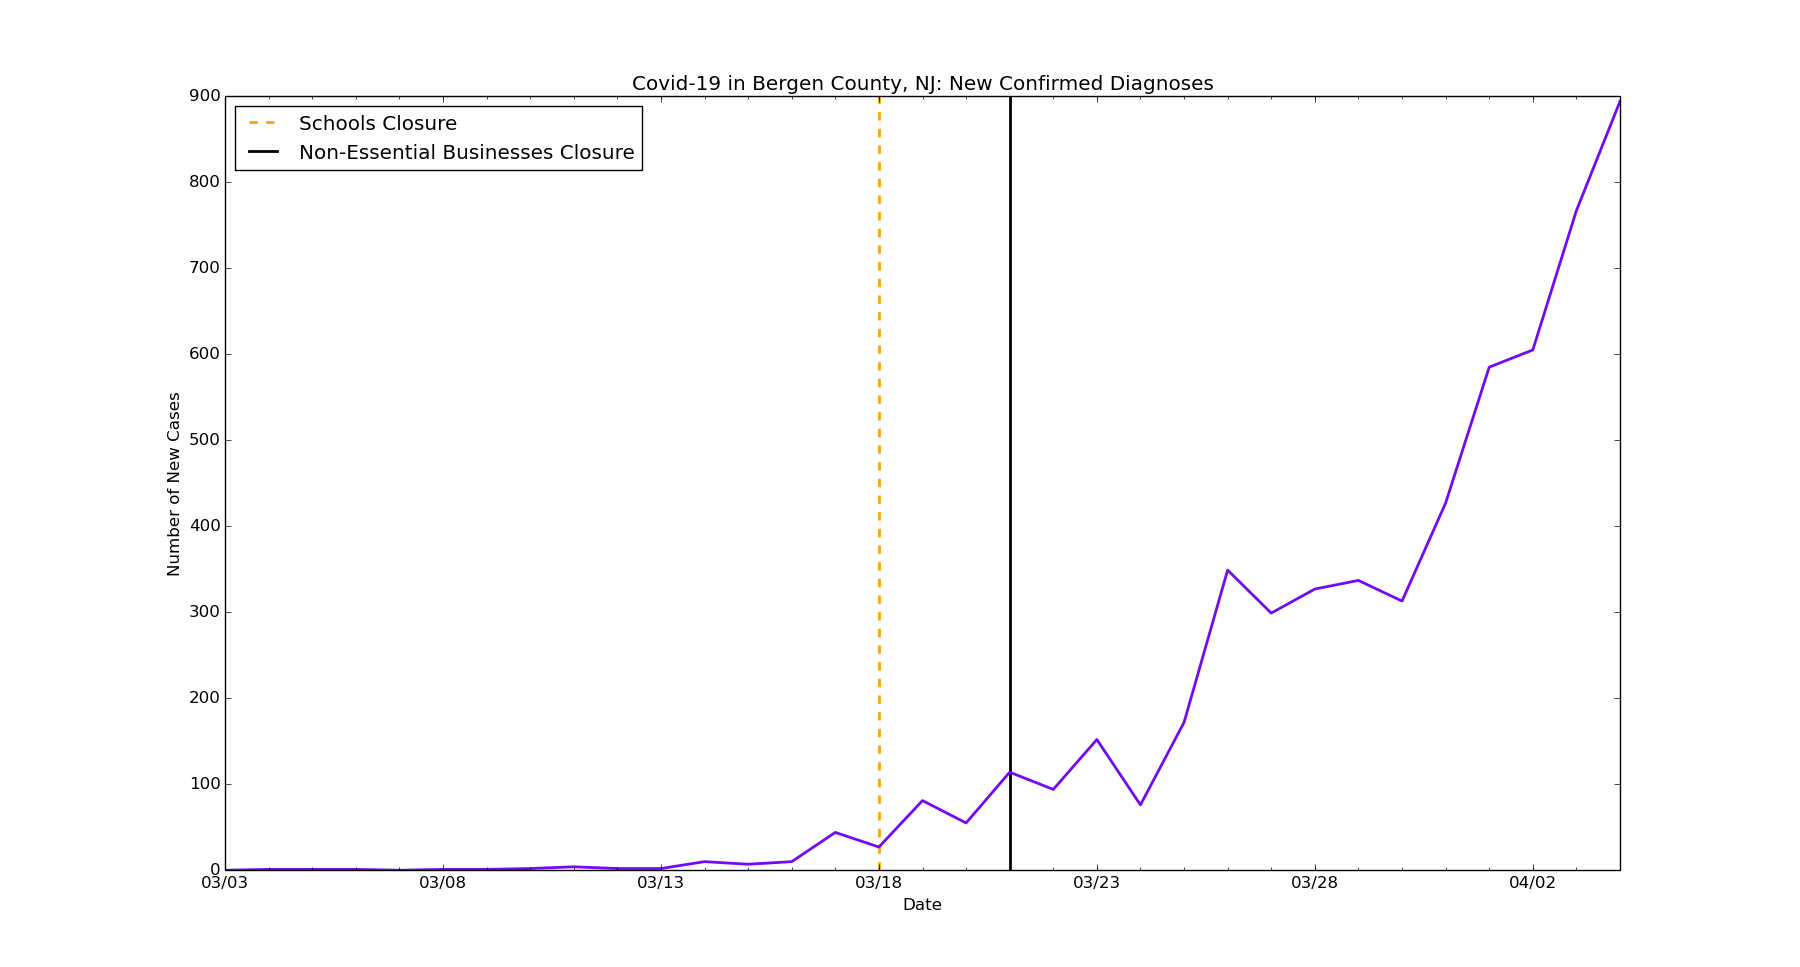 Covid-19 in Bergen County, NJ: New Confirmed Diagnoses
900
800
700
600
500
400
300
200
100
0
Number of New Cases
Schools Closure
Non-Essential Businesses Closure
03/03 03/08 03/13 03/18 03/23 03/28 04/02
Date